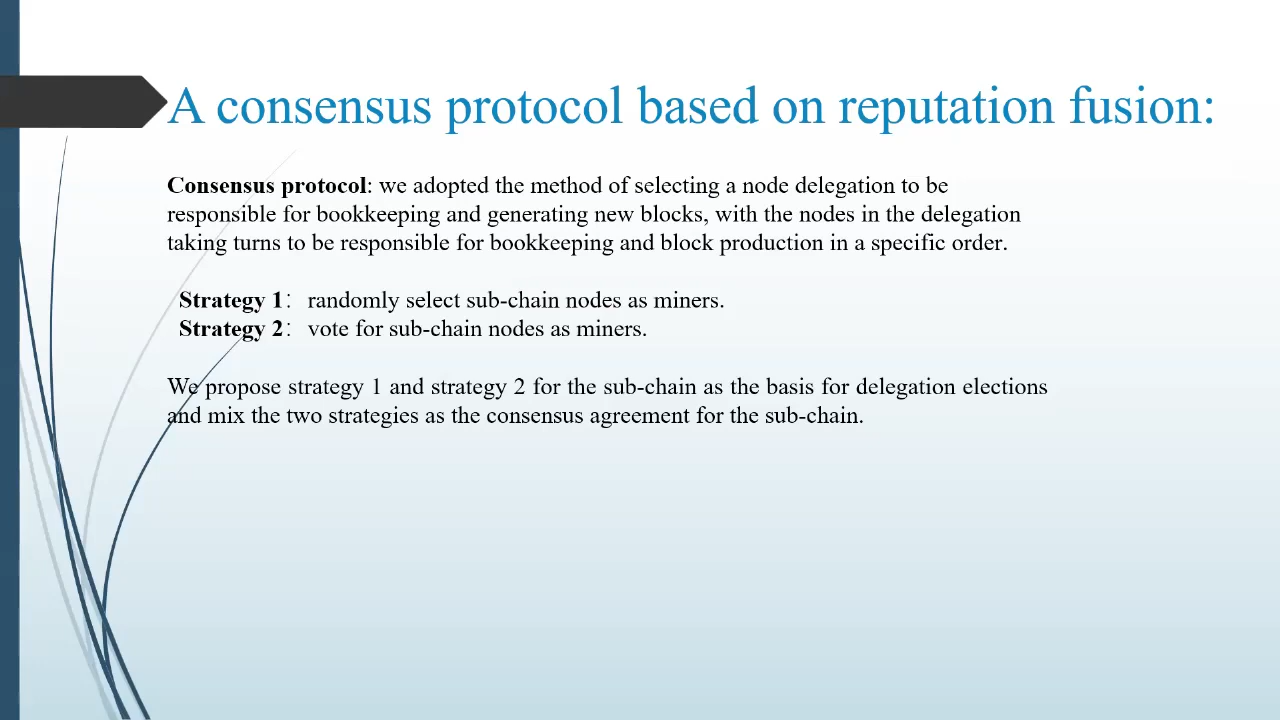 A consensus protocol based on reputation fusion:
Consensus protocol: we adopted the method of selecting a node delegation to be
responsible for bookkeeping and generating new blocks, with the nodes in the delegation
taking turns to be responsible for bookkeeping and block production in a specific order.
Strategy 1： randomly select sub-chain nodes as miners.
Strategy 2： vote for sub-chain nodes as miners.
We propose strategy 1 and strategy 2 for the sub-chain as the basis for delegation elections
and mix the two strategies as the consensus agreement for the sub-chain.